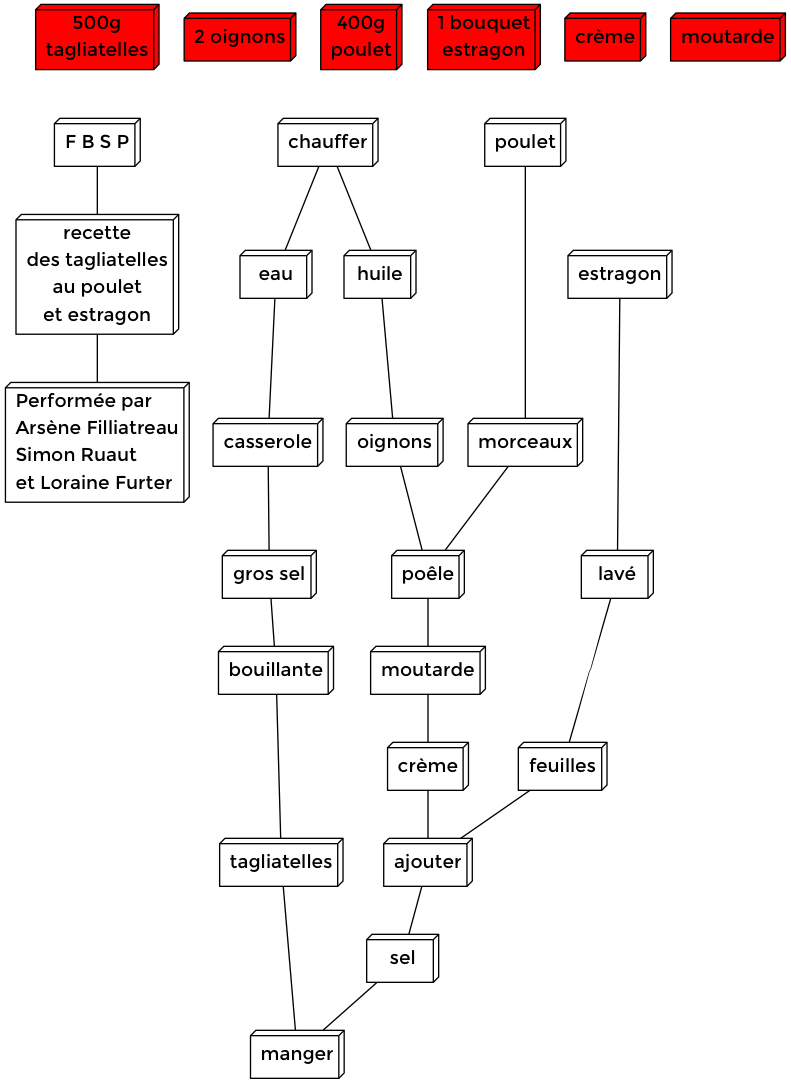 500g
tagliatelles
2 oignons
400g
poulet
1 bouquet
estragon
crème
moutarde
F B S P
chauffer
poulet
recette
des tagliatelles
au poulet
et estragon
eau
huile
estragon
Performée par
Arsène Filliatreau
Simon Ruaut
et Loraine Furter
casserole
oignons
morceaux
gros sel
poêle
lavé
bouillante
moutarde
crème
feuilles
tagliatelles
ajouter
sel
manger